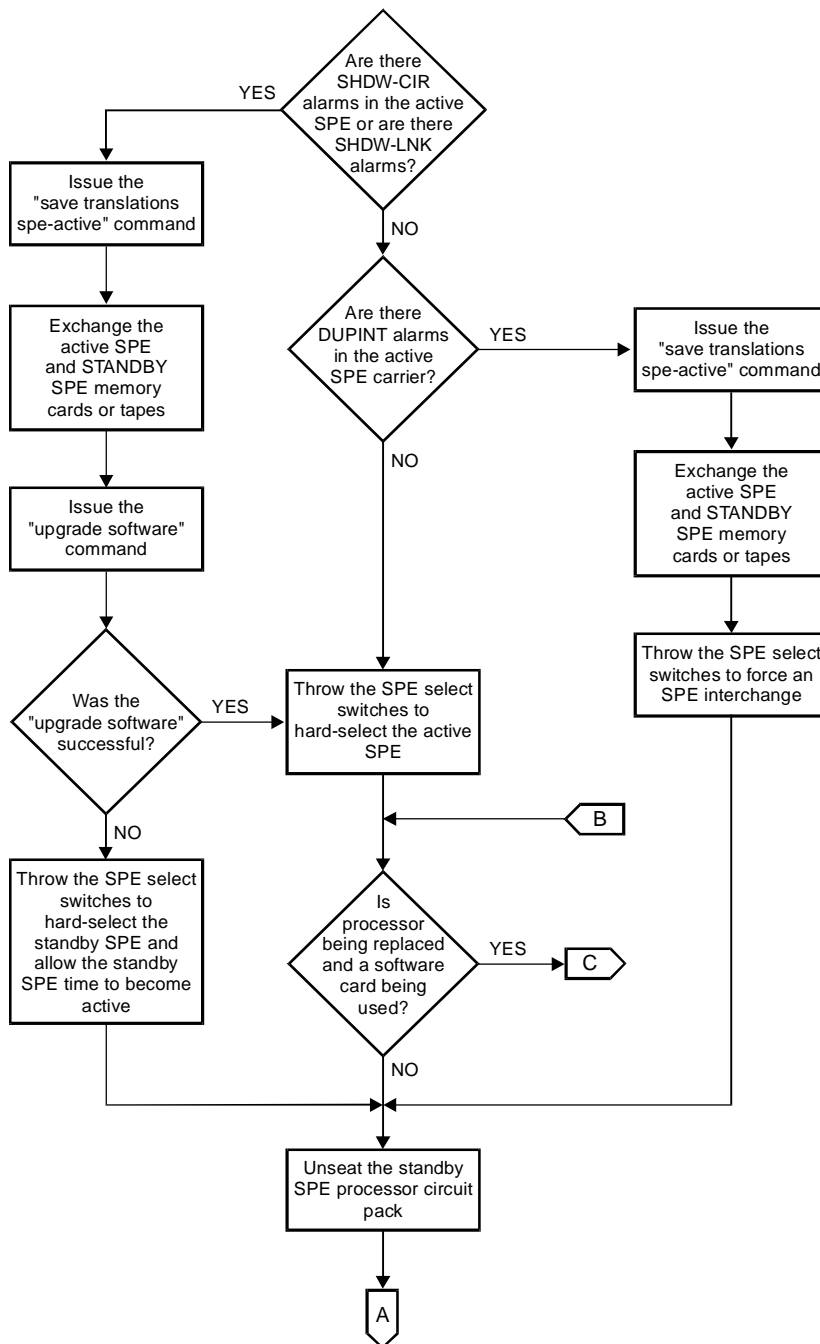 Are there
SHDW-CIR
alarms in the active
SPE or are there
SHDW-LNK
alarms?
YES
NO
Issue the
"save translations
spe-active" command
Exchange the
active SPE
and STANDBY
SPE memory
cards or tapes
Issue the
"upgrade software"
command
Was the
"upgrade software"
successful?
YES
NO
Throw the SPE select
switches to
hard-select the
standby SPE and
allow the standby
SPE time to become
active
Are there
DUPINT alarms
in the active
SPE carrier?
YES
NO
Issue the
"save translations
spe-active" command
Exchange the
active SPE
and STANDBY
SPE memory
cards or tapes
Throw the SPE select
switches to force an
SPE interchange
Throw the SPE select
switches to
hard-select the active
SPE
B
Is
processor
being replaced
and a software
card being
used?
YES
C
NO
Unseat the standby
SPE processor circuit
pack
A